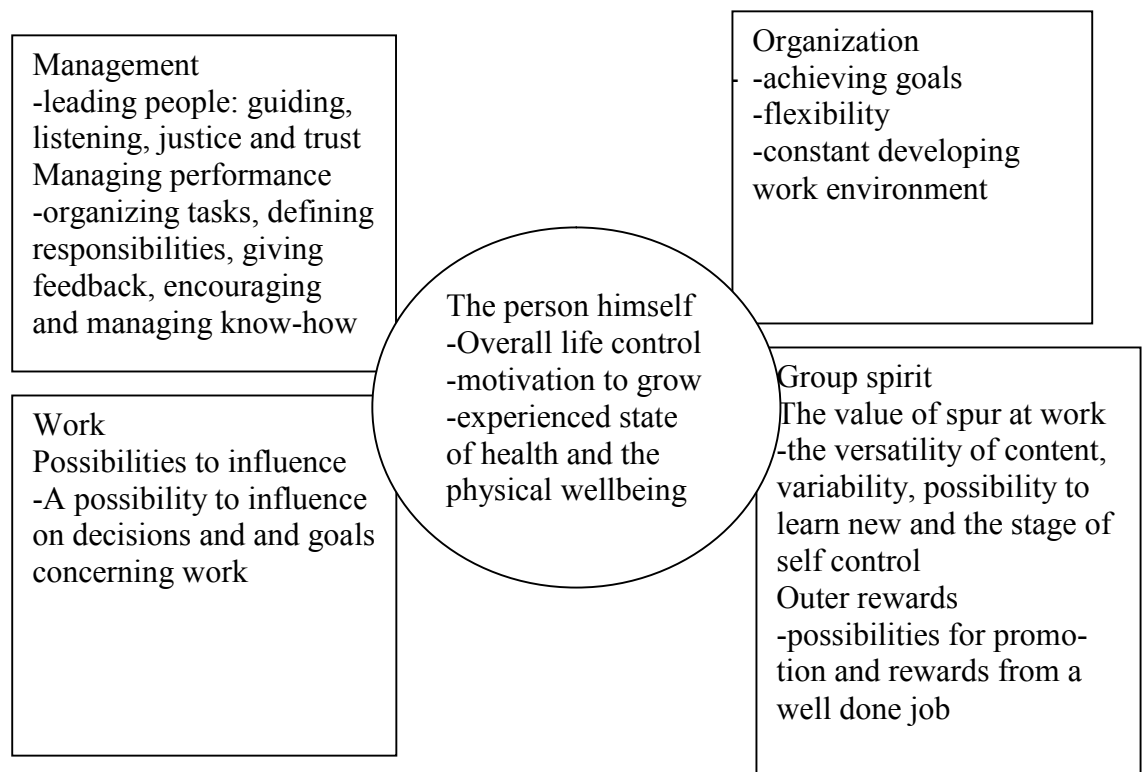 Management
-leading people: guiding,
listening, justice and trust
Managing performance
-organizing tasks, defining
responsibilities, giving
feedback, encouraging
and managing know-how
Organization
- -achieving goals
-flexibility
-constant developing
work environment
The person himself
-Overall life control
-motivation to grow
-experienced state
of health and the
physical wellbeing
Work
Possibilities to influence
-A possibility to influence
on decisions and and goals
concerning work
Group spirit
The value of spur at work
-the versatility of content,
variability, possibility to
learn new and the stage of
self control
Outer rewards
-possibilities for promo-
tion and rewards from a
well done job